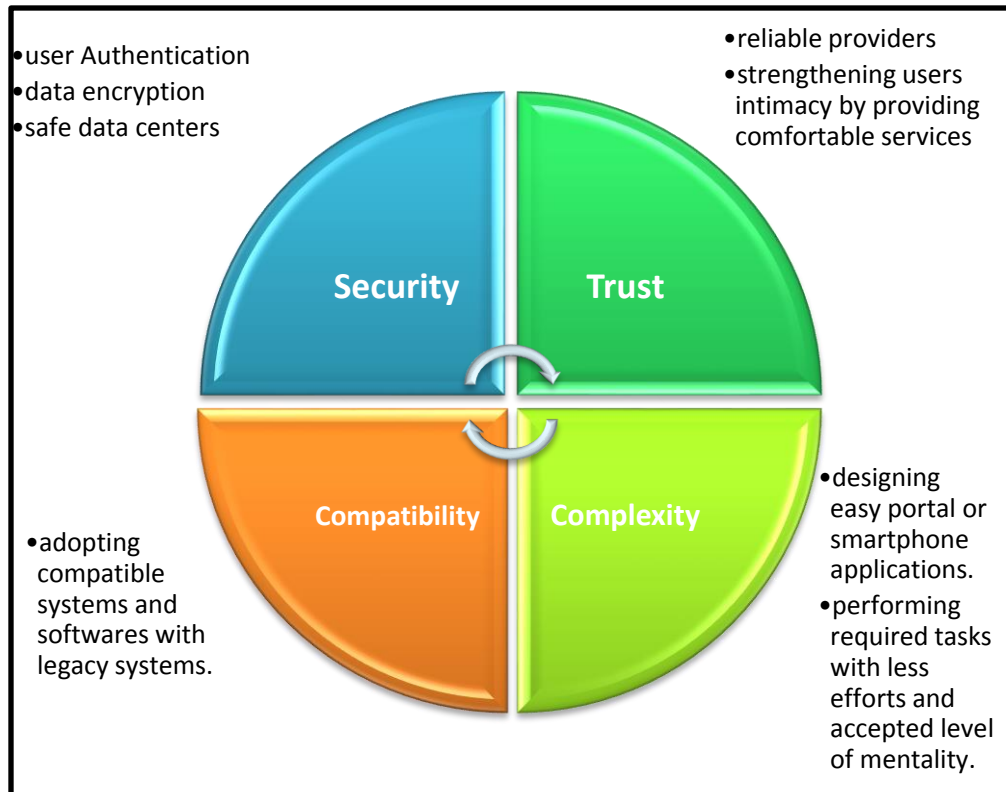 •user Authentication
•data encryption
•safe data centers
•reliable providers
•strengthening users
intimacy by providing
comfortable services
Security
Trust
Compatibility
Complexity
•adopting
compatible
systems and
softwares with
legacy systems.
•designing
easy portal or
smartphone
applications.
•performing
required tasks
with less
efforts and
accepted level
of mentality.